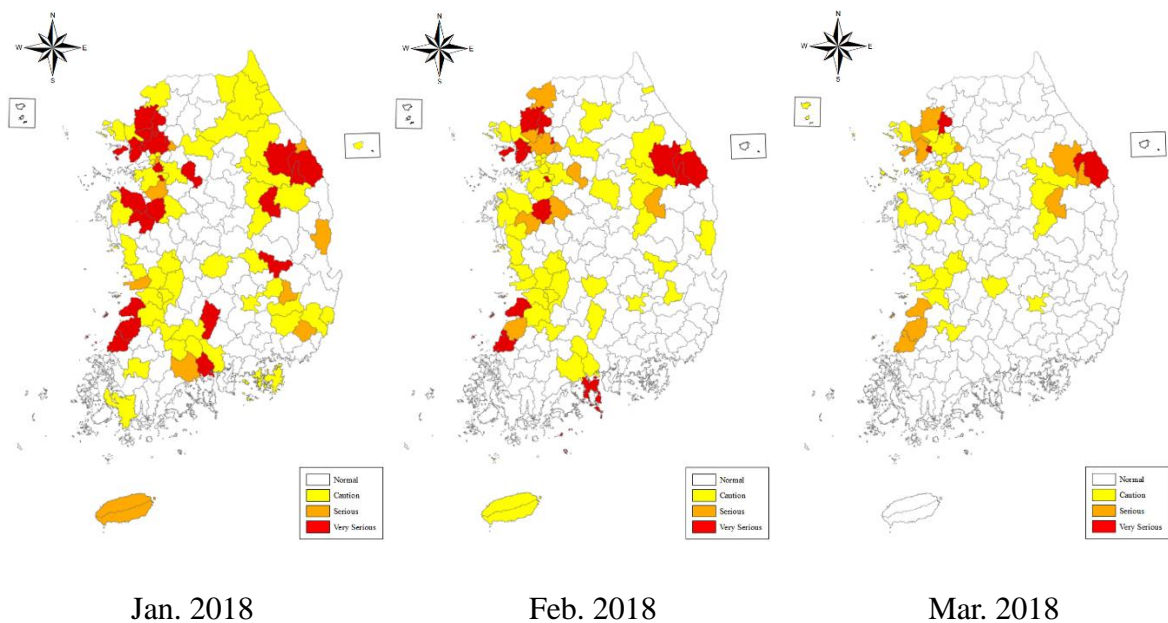 N
W E
S
Normal
Caution
Serious
Very Serious
Jan. 2018
N
W E
S
Normal
Caution
Serious
Very Serious
Feb. 2018
N
W E
S
Normal
Caution
Serious
Very Serious
Mar. 2018